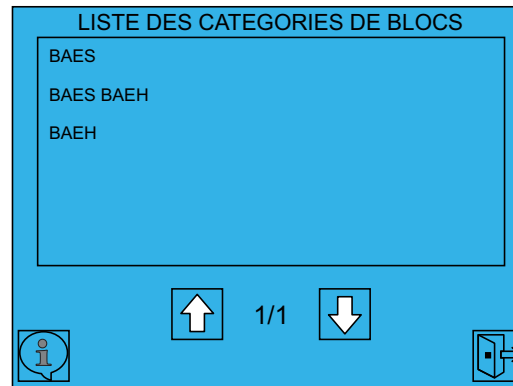 LISTE DES CATEGORIES DE BLOCS
BAES
BAES BAEH
BAEH
1/1
i